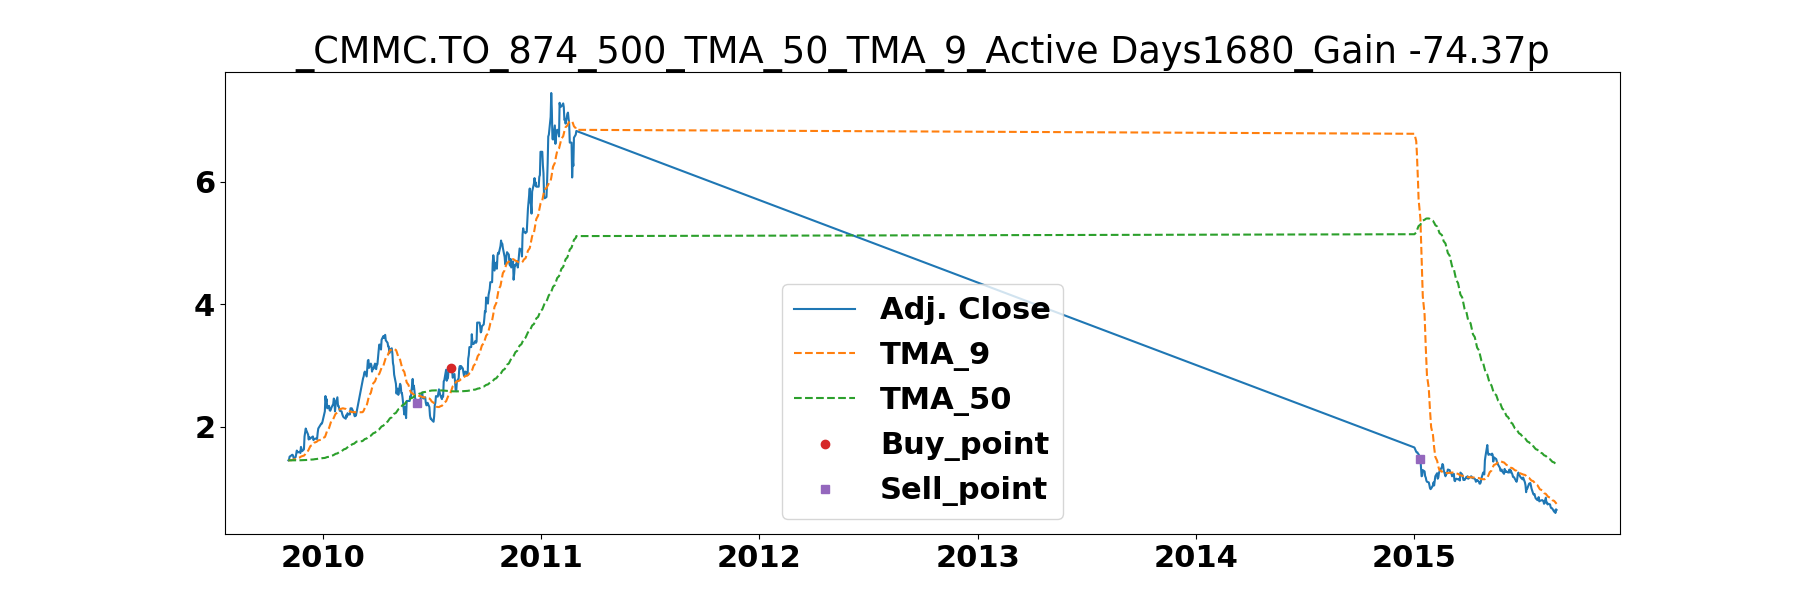 _CMMC.TO_874_500_TMA_50_TMA_9_Active Days1680_Gain -74.37p
6
4
2
Adj. Close
TMA_9
TMA_50
Buy_point
Sell_point
2010 2011 2012 2013 2014 2015